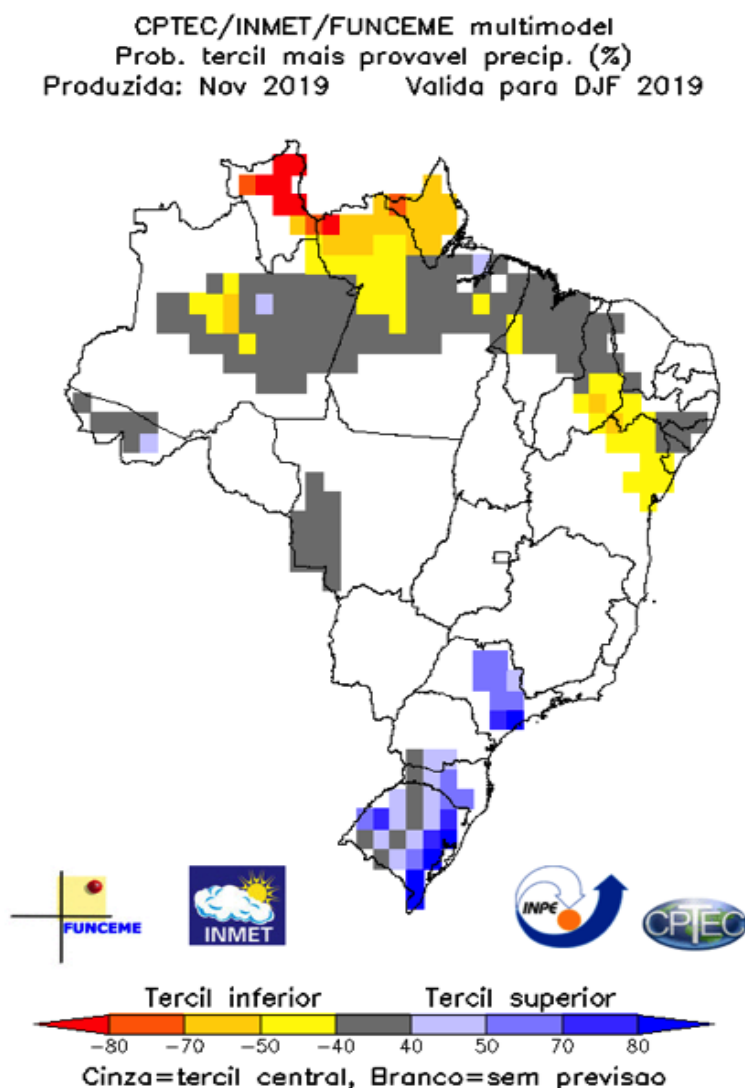 CPTEC/INMET/FUNCEME multimodel
Prob. tercil mais provavel precip. (%)
Produzida: Nov 2019 Valida para DJF 2019
FUNCEME
INMET
INPE
CPTEC
Tercil inferior Tercil superior
-80 -70 -50 -40 40 50 70 80
Cinza=tercil central, Branco=sem previsao